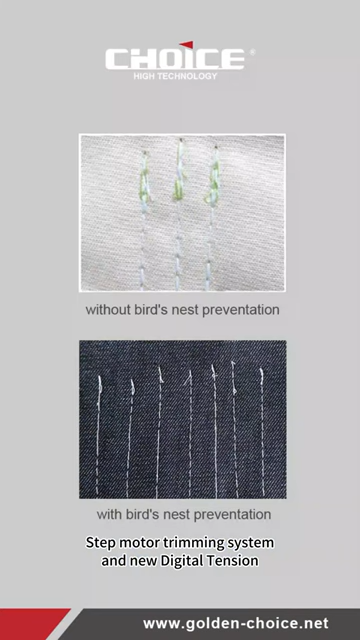 CHOICE®
HIGH TECHNOLOGY
without bird's nest preventation
with bird's nest preventation
Step motor trimming system
and new Digital Tension
www.golden-choice.net